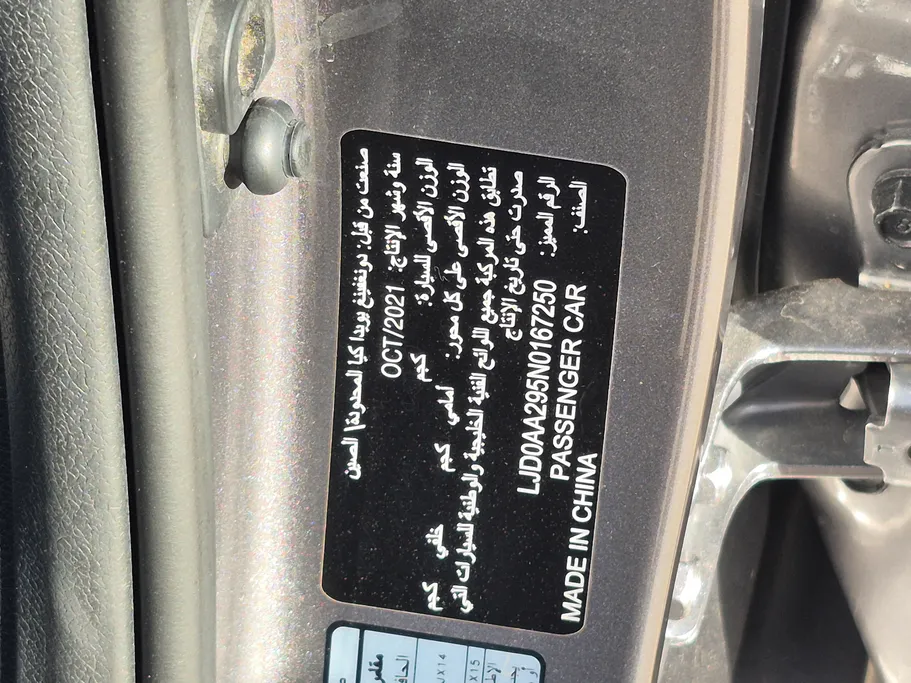 صنعت من قبل: دونغفينغ يويدا كيا المحدودة\ الصين
سنة وشهر الإنتاج: OCT/2021
الوزن الأقصى للسيارة: كجم
الوزن الأقصى على كل محور: أمامي كجم خلفي كجم
تطابق هذه المركبة جميع اللوائح الفنية الخليجية والوطنية للسيارات التي
صدرت حتى تاريخ الإنتاج
الرقم المميز: LJD0AA295N0167250
الصنف: PASSENGER CAR
MADE IN CHINA